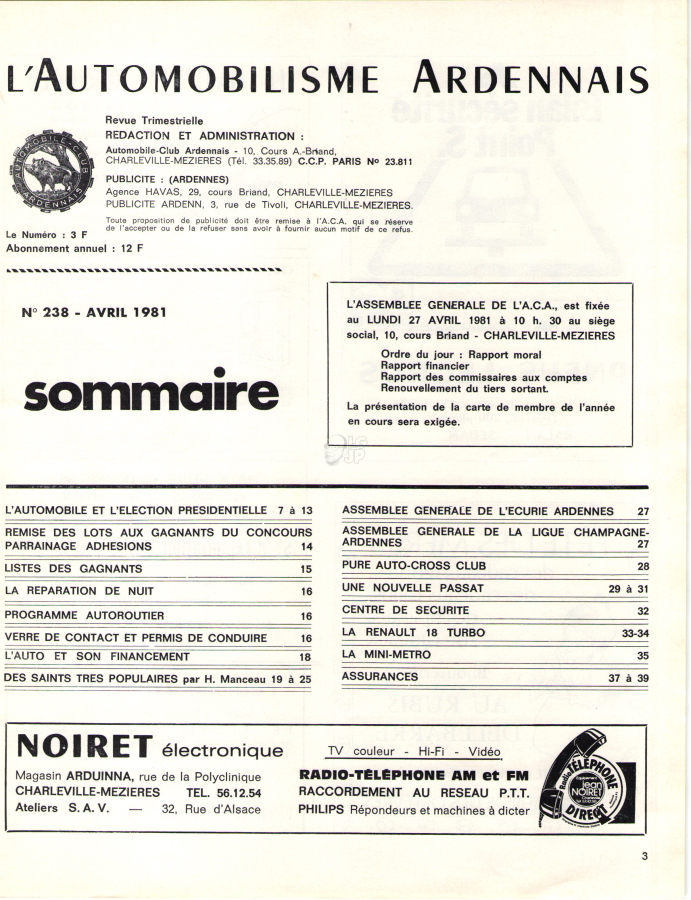 L'AUTOMOBILISME ARDENNAIS
Revue Trimestrielle
REDACTION ET ADMINISTRATION :
Automobile-Club Ardennais - 10, Cours A.-Briand,
CHARLEVILLE-MEZIERES (Tél. 33.35.89) C.C.P. PARIS No 23.811
PUBLICITE : (ARDENNES)
Agence HAVAS, 29, cours Briand, CHARLEVILLE-MEZIERES
PUBLICITE ARDENN, 3, rue de Tivoli, CHARLEVILLE-MEZIERES.
Toute proposition de publicité doit être remise à l'A.C.A. qui se réserve
de l'accepter ou de la refuser sans avoir à fournir aucun motif de ce refus.
AUTOMOBILE-CLUB
ARDENNAIS
Le Numéro : 3 F
Abonnement annuel : 12 F
N° 238 - AVRIL 1981
sommaire
L'ASSEMBLEE GENERALE DE L'A.C.A., est fixée
au LUNDI 27 AVRIL 1981 à 10 h. 30 au siège
social, 10, cours Briand - CHARLEVILLE-MEZIERES
Ordre du jour : Rapport moral
Rapport financier
Rapport des commissaires aux comptes
Renouvellement du tiers sortant.
La présentation de la carte de membre de l'année
en cours sera exigée.
L'AUTOMOBILE ET L'ELECTION PRESIDENTIELLE 7 à 13
REMISE DES LOTS AUX GAGNANTS DU CONCOURS
PARRAINAGE ADHESIONS 14
LISTES DES GAGNANTS 15
LA REPARATION DE NUIT 16
PROGRAMME AUTOROUTIER 16
VERRE DE CONTACT ET PERMIS DE CONDUIRE 16
L'AUTO ET SON FINANCEMENT 18
DES SAINTS TRES POPULAIRES par H. Manceau 19 à 25
ASSEMBLEE GENERALE DE L'ECURIE ARDENNES 27
ASSEMBLEE GENERALE DE LA LIGUE CHAMPAGNE-
ARDENNES 27
PURE AUTO-CROSS CLUB 28
UNE NOUVELLE PASSAT 29 à 31
CENTRE DE SECURITE 32
LA RENAULT 18 TURBO 33-34
LA MINI-METRO 35
ASSURANCES 37 à 39
NOIRET électronique
Magasin ARDUINNA, rue de la Polyclinique
CHARLEVILLE-MEZIERES TEL. 56.12.54
Ateliers S.A.V. — 32, Rue d'Alsace
TV couleur - Hi-Fi - Vidéo
RADIO-TÉLÉPHONE AM et FM
RACCORDEMENT AU RESEAU P.T.T.
PHILIPS Répondeurs et machines à dicter
Radio TÉLÉPHONE
Equipement
jean
NOIRET
DIRECT
3